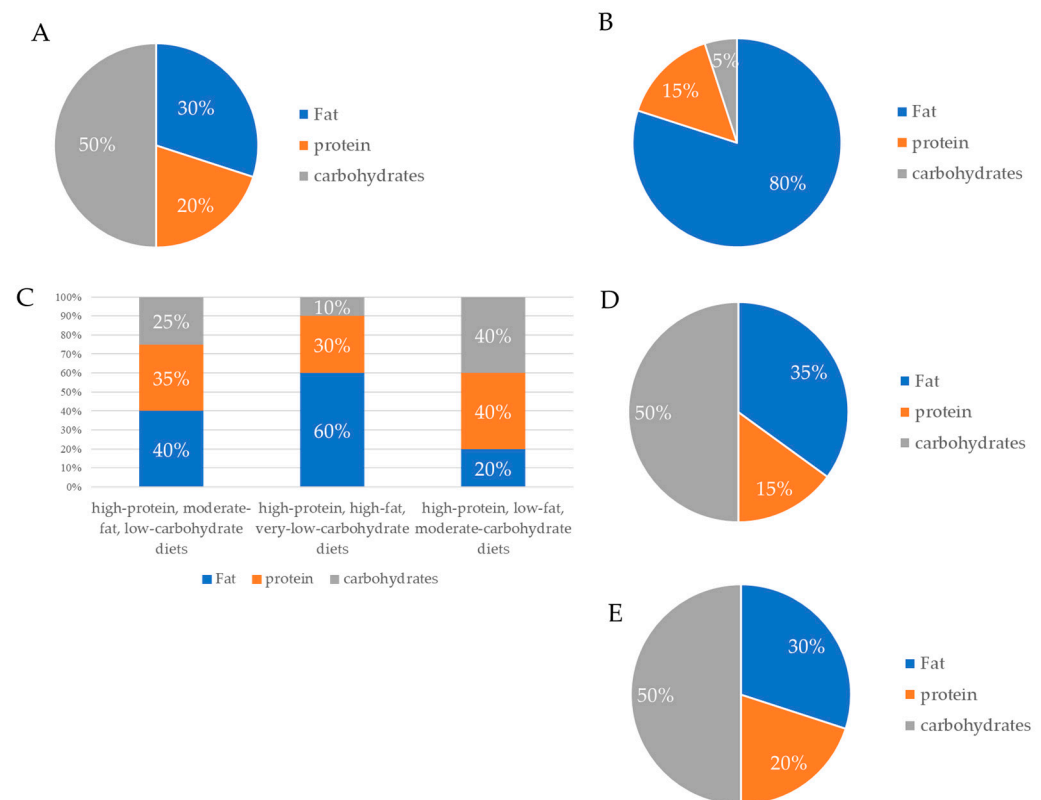 A
30%
50%
20%
Fat
protein
carbohydrates
B
5%
15%
80%
Fat
protein
carbohydrates
C
100%
90%
80%
70%
60%
50%
40%
30%
20%
10%
0%
25%
35%
40%
10%
30%
60%
40%
40%
20%
high-protein, moderate-
fat, low-carbohydrate
diets
high-protein, high-fat,
very-low-carbohydrate
diets
high-protein, low-fat,
moderate-carbohydrate
diets
Fat protein carbohydrates
D
35%
50%
15%
Fat
protein
carbohydrates
E
30%
50%
20%
Fat
protein
carbohydrates